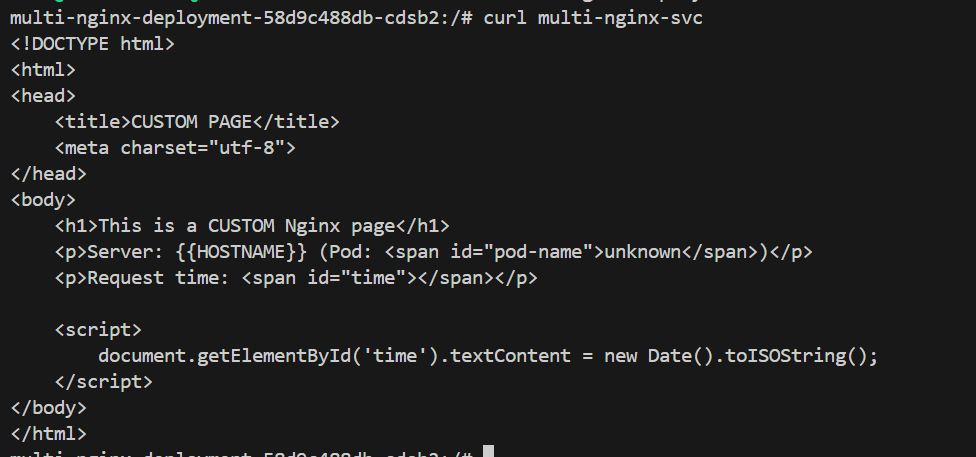 multi-nginx-deployment-58d9c488db-cdsb2:/# curl multi-nginx-svc
<!DOCTYPE html>
<html>
<head>
    <title>CUSTOM PAGE</title>
    <meta charset="utf-8">
</head>
<body>
    <h1>This is a CUSTOM Nginx page</h1>
    <p>Server: {{HOSTNAME}} (Pod: <span id="pod-name">unknown</span>)</p>
    <p>Request time: <span id="time"></span></p>

    <script>
        document.getElementById('time').textContent = new Date().toISOString();
    </script>
</body>
</html>
multi-nginx-deployment-58d9c488db-cdsb2:/#